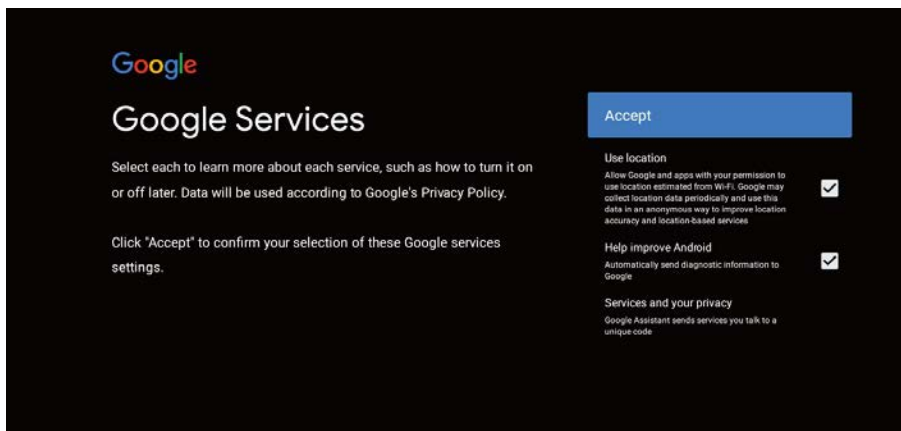 Google
Google Services
Select each to learn more about each service, such as how to turn it on
or off later. Data will be used according to Google's Privacy Policy.
Click "Accept" to confirm your selection of these Google services
settings.
Accept
Use location
Allow Google and apps with your permission to
use location estimated from Wi-Fi. Google may
collect location data periodically and use this
data in an anonymous way to improve location
accuracy and location-based services
Help improve Android
Automatically send diagnostic information to
Google
Services and your privacy
Google Assistant sends services you talk to a
unique code